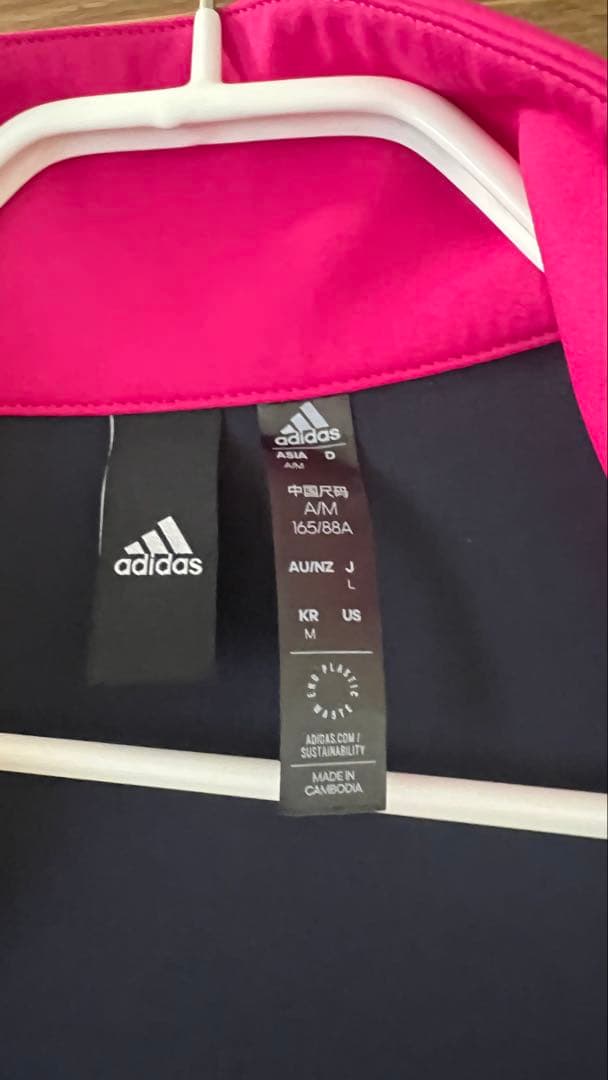 adidas
adidas
ASIA D
A/M
中国尺码
A/M
165/88A
AU/NZ J
L
KR US
M
END PLASTIC WASTE
ADIDAS.COM/
SUSTAINABILITY
MADE IN
CAMBODIA